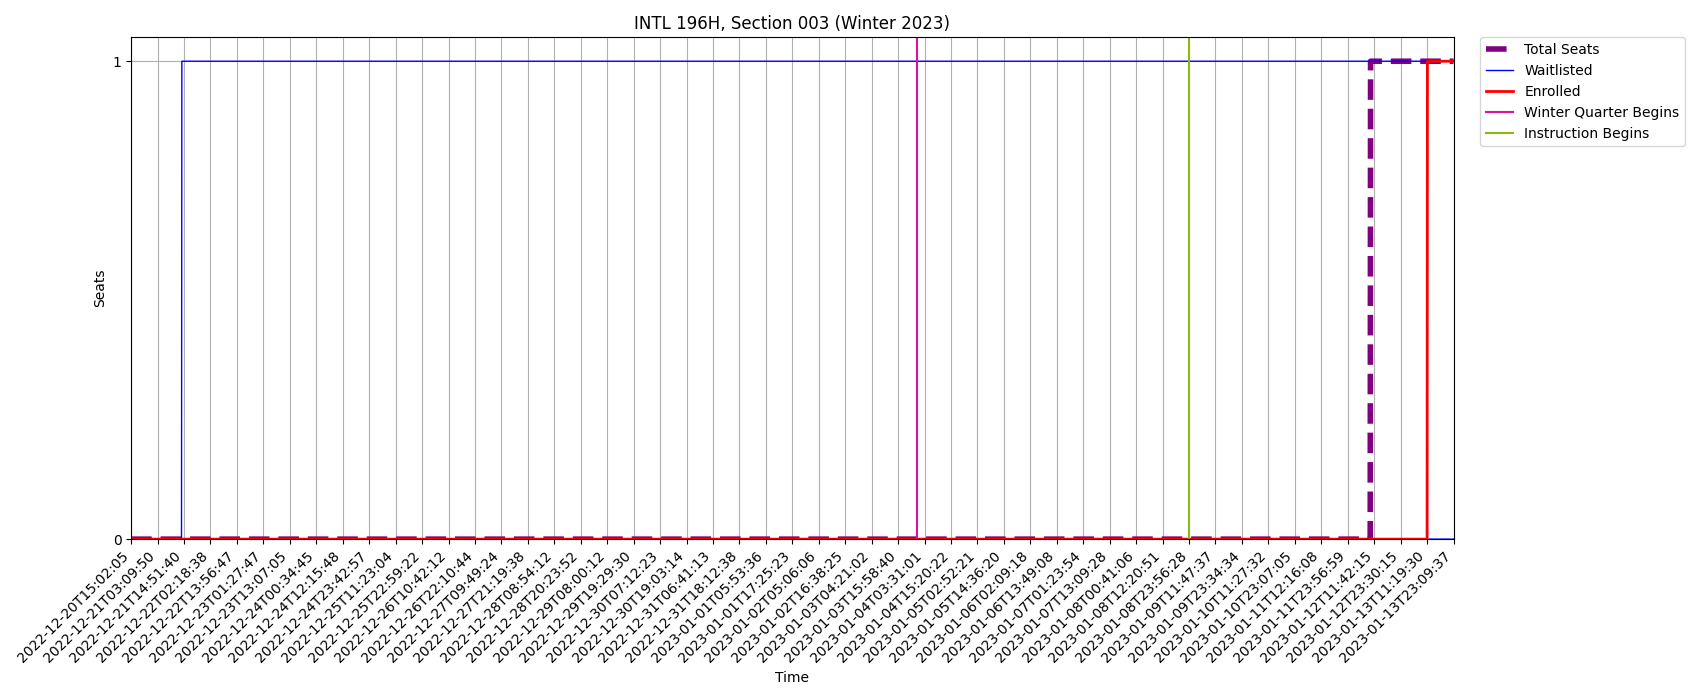 INTL 196H, Section 003 (Winter 2023)
Total Seats
Waitlisted
Enrolled
Winter Quarter Begins
Instruction Begins
Seats
1
0
2022-12-20T15:02:05
2022-12-21T03:09:50
2022-12-21T14:51:40
2022-12-22T02:18:38
2022-12-22T13:56:47
2022-12-23T01:27:47
2022-12-23T13:07:05
2022-12-24T00:34:45
2022-12-24T12:15:48
2022-12-24T23:42:57
2022-12-25T11:23:04
2022-12-25T22:59:22
2022-12-26T10:42:12
2022-12-26T22:10:44
2022-12-27T09:49:24
2022-12-27T21:19:38
2022-12-28T08:54:12
2022-12-28T20:23:52
2022-12-29T08:00:12
2022-12-29T19:29:30
2022-12-30T07:12:23
2022-12-30T19:03:14
2022-12-31T06:41:13
2022-12-31T18:12:38
2023-01-01T05:53:36
2023-01-01T17:25:23
2023-01-02T05:06:06
2023-01-02T16:38:25
2023-01-03T04:21:02
2023-01-03T15:58:40
2023-01-04T03:31:01
2023-01-04T15:20:22
2023-01-05T02:52:21
2023-01-05T14:36:20
2023-01-06T02:09:18
2023-01-06T13:49:08
2023-01-07T01:23:54
2023-01-07T13:09:28
2023-01-08T00:41:06
2023-01-08T12:20:51
2023-01-08T23:56:28
2023-01-09T11:47:37
2023-01-09T23:34:34
2023-01-10T11:27:32
2023-01-10T23:07:05
2023-01-11T12:16:08
2023-01-11T23:56:59
2023-01-12T11:42:15
2023-01-12T23:30:15
2023-01-13T11:19:30
2023-01-13T23:09:37
Time